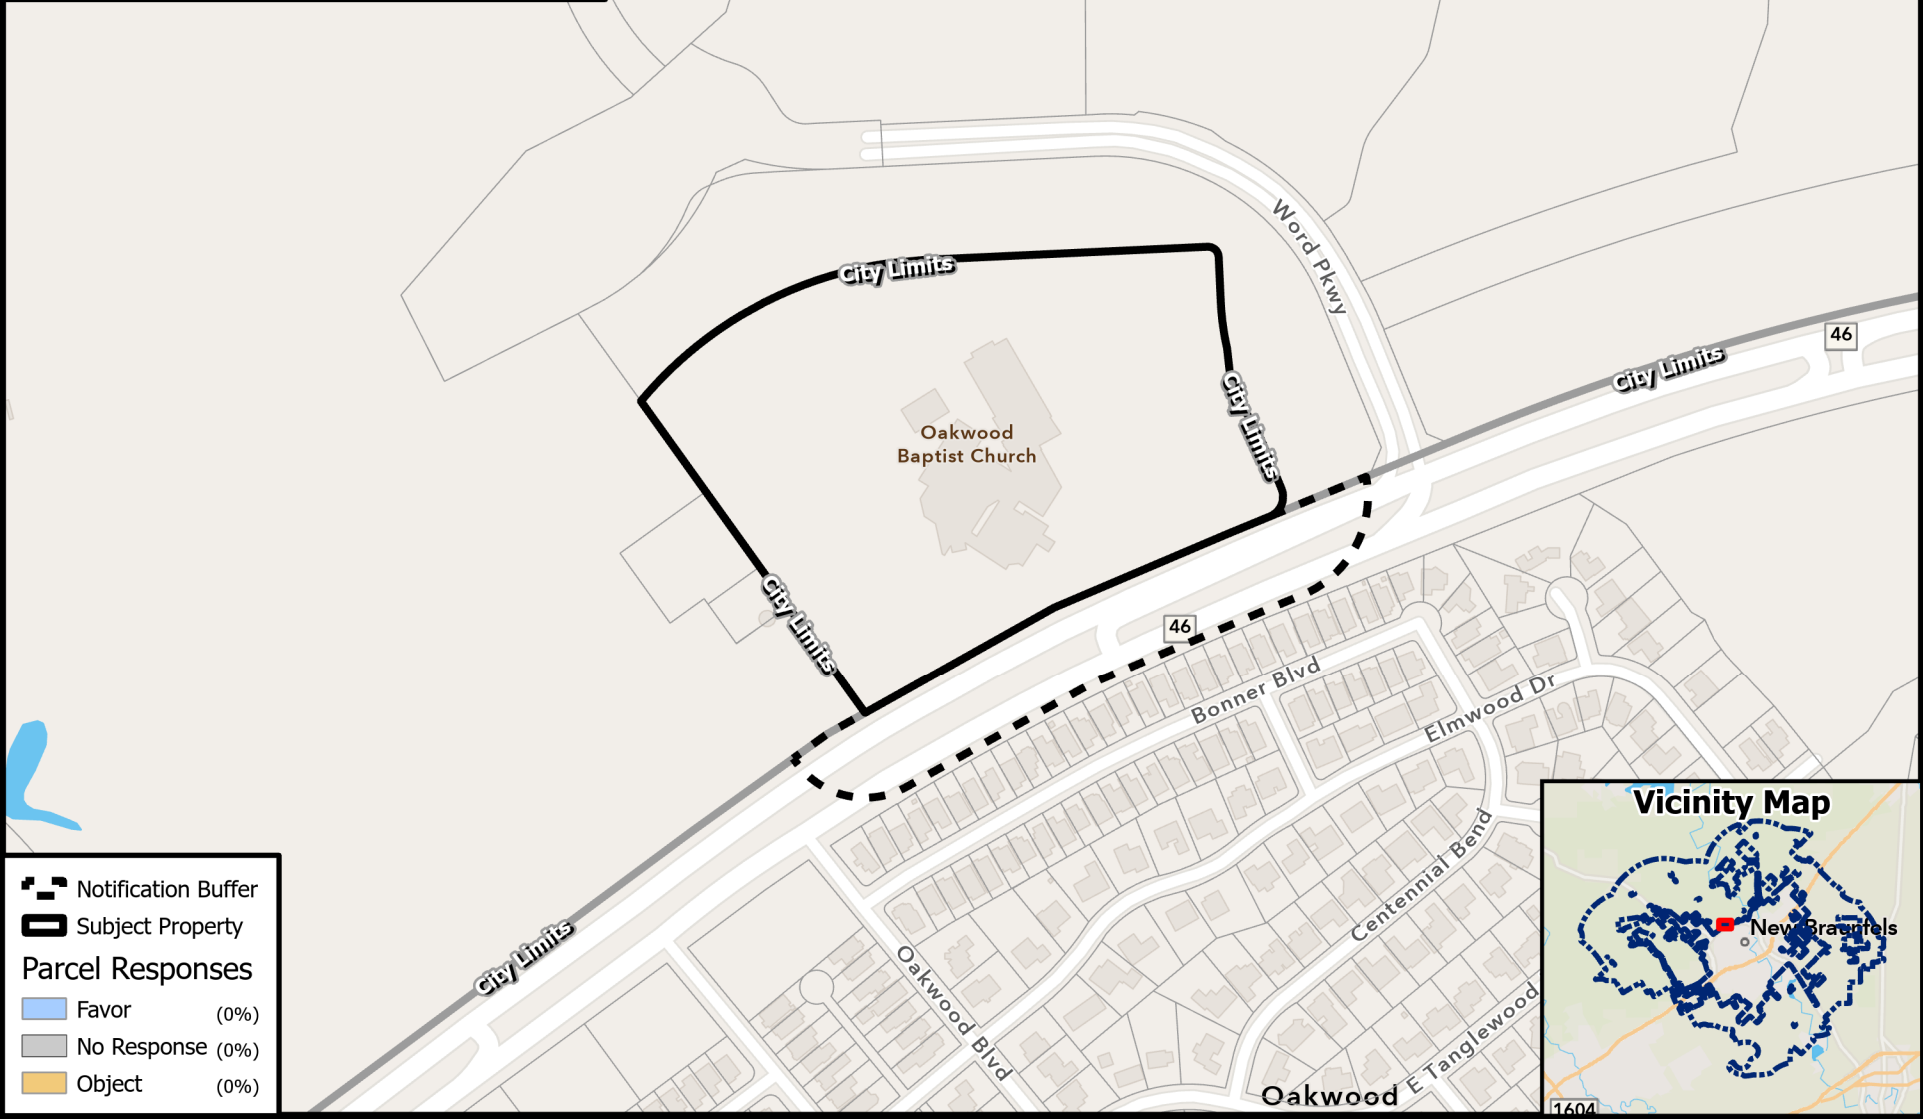 City Limits
Word Pkwy
46
City Limits
City Limits
Oakwood
Baptist Church
City Limits
46
Bonner Blvd
Elmwood Dr
Centennial Bend
City Limits
Oakwood Blvd
E Tanglewood
Oakwood
Notification Buffer
Subject Property
Parcel Responses
Favor (0%)
No Response (0%)
Object (0%)
Vicinity Map
New Braunfels
1604